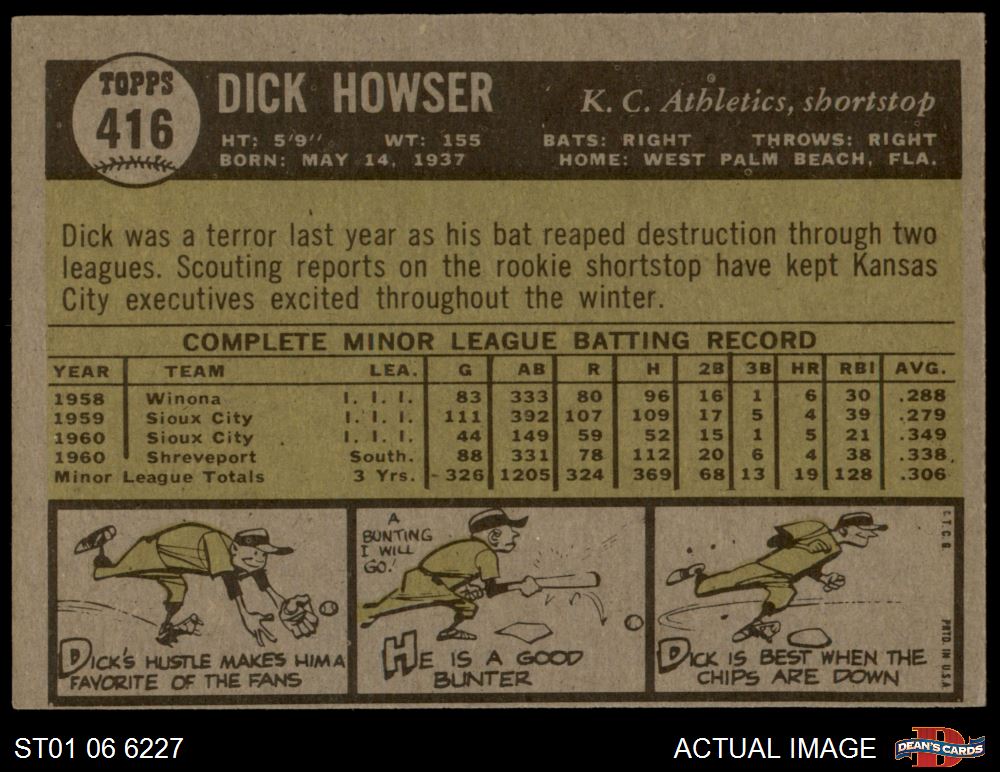 TOPPS
416
DICK HOWSER
K. C. Athletics, shortstop
HT: 5'9" WT: 155 BATS: RIGHT THROWS: RIGHT
BORN: MAY 14, 1937 HOME: WEST PALM BEACH, FLA.
Dick was a terror last year as his bat reaped destruction through two
leagues. Scouting reports on the rookie shortstop have kept Kansas
City executives excited throughout the winter.
COMPLETE MINOR LEAGUE BATTING RECORD
YEAR TEAM LEA. G AB R H 2B 3B HR RBI AVG.
1958 Winona I. I. I. 83 333 80 96 16 1 6 30 .288
1959 Sioux City I. I. I. 111 392 107 109 17 5 4 39 .279
1960 Sioux City I. I. I. 44 149 59 52 15 1 5 21 .349
1960 Shreveport South. 88 331 78 112 20 6 4 38 .338
Minor League Totals 3 Yrs. 326 1205 324 369 68 13 19 128 .306
DICK'S HUSTLE MAKES HIM A
FAVORITE OF THE FANS
A
BUNTING
I WILL
GO!
HE IS A GOOD
BUNTER
DICK IS BEST WHEN THE
CHIPS ARE DOWN
©T.C.G.
PRTD. IN U.S.A.
ST01 06 6227
ACTUAL IMAGE
D
DEAN'S CARDS